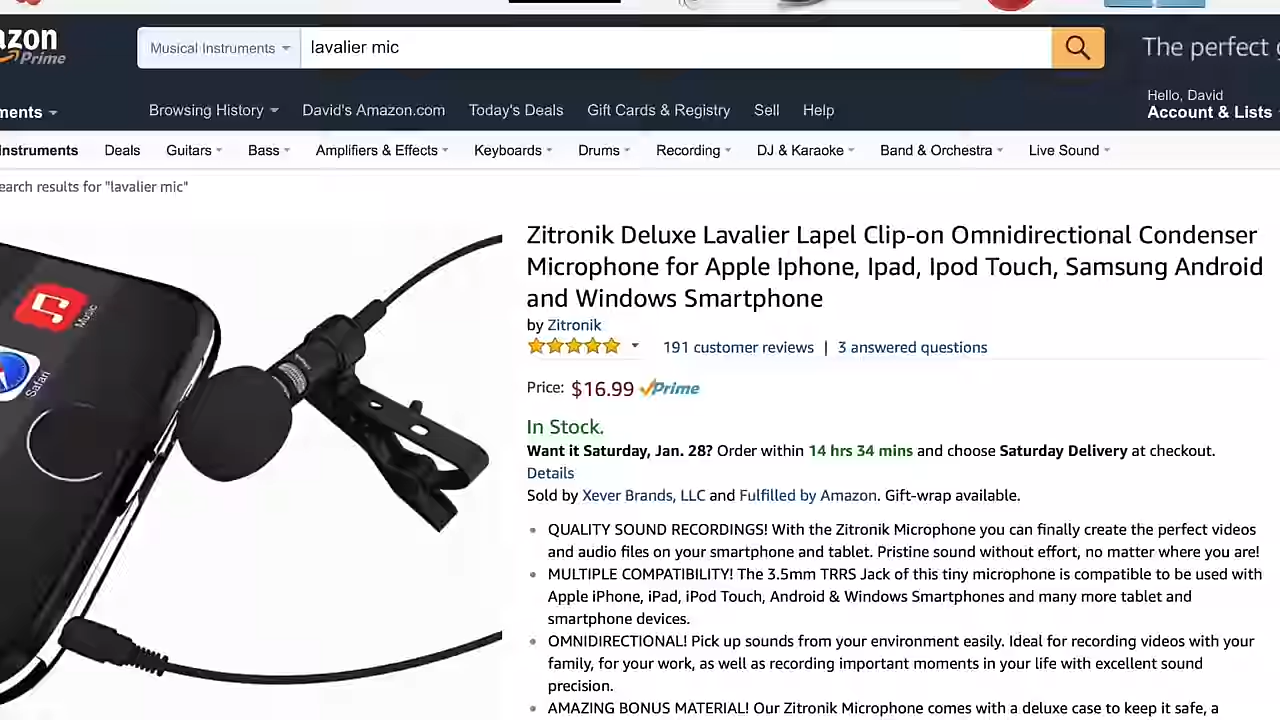 azon
Prime
Musical Instruments
lavalier mic
The perfect g
ments
Browsing History
David's Amazon.com
Today's Deals
Gift Cards & Registry
Sell
Help
Hello, David
Account & Lists
Instruments
Deals
Guitars
Bass
Amplifiers & Effects
Keyboards
Drums
Recording
DJ & Karaoke
Band & Orchestra
Live Sound
earch results for "lavalier mic"
Music
Safari
Zitronik Deluxe Lavalier Lapel Clip-on Omnidirectional Condenser
Microphone for Apple Iphone, Ipad, Ipod Touch, Samsung Android
and Windows Smartphone
by Zitronik
191 customer reviews | 3 answered questions
Price: $16.99 Prime
In Stock.
Want it Saturday, Jan. 28? Order within 14 hrs 34 mins and choose Saturday Delivery at checkout.
Details
Sold by Xever Brands, LLC and Fulfilled by Amazon. Gift-wrap available.
QUALITY SOUND RECORDINGS! With the Zitronik Microphone you can finally create the perfect videos
and audio files on your smartphone and tablet. Pristine sound without effort, no matter where you are!
MULTIPLE COMPATIBILITY! The 3.5mm TRRS Jack of this tiny microphone is compatible to be used with
Apple iPhone, iPad, iPod Touch, Android & Windows Smartphones and many more tablet and
smartphone devices.
OMNIDIRECTIONAL! Pick up sounds from your environment easily. Ideal for recording videos with your
family, for your work, as well as recording important moments in your life with excellent sound
precision.
AMAZING BONUS MATERIAL! Our Zitronik Microphone comes with a deluxe case to keep it safe, a